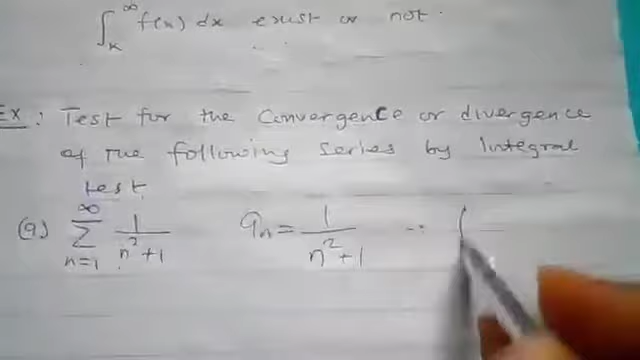 ∫_K^∞ f(x) dx exist or not.
Ex: Test for the Convergence or divergence
of the following series by Integral
test
(a) ∑_{n=1}^∞ 1/(n²+1)    a_n = 1/(n²+1)    ∴ ∫